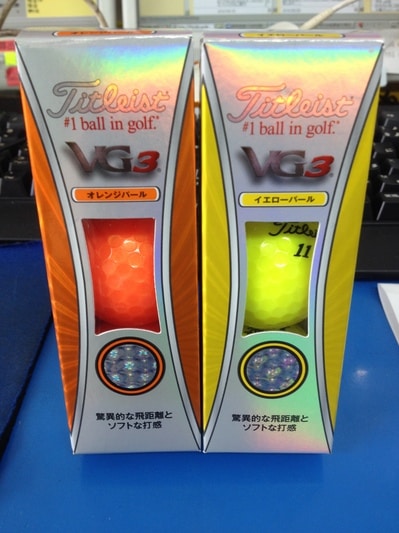 Titleist
#1 ball in golf.
VG3
オレンジパール
驚異的な飛距離と
ソフトな打感
Titleist
#1 ball in golf.
VG3
イエローパール
Titlei
11
驚異的な飛距離と
ソフトな打感